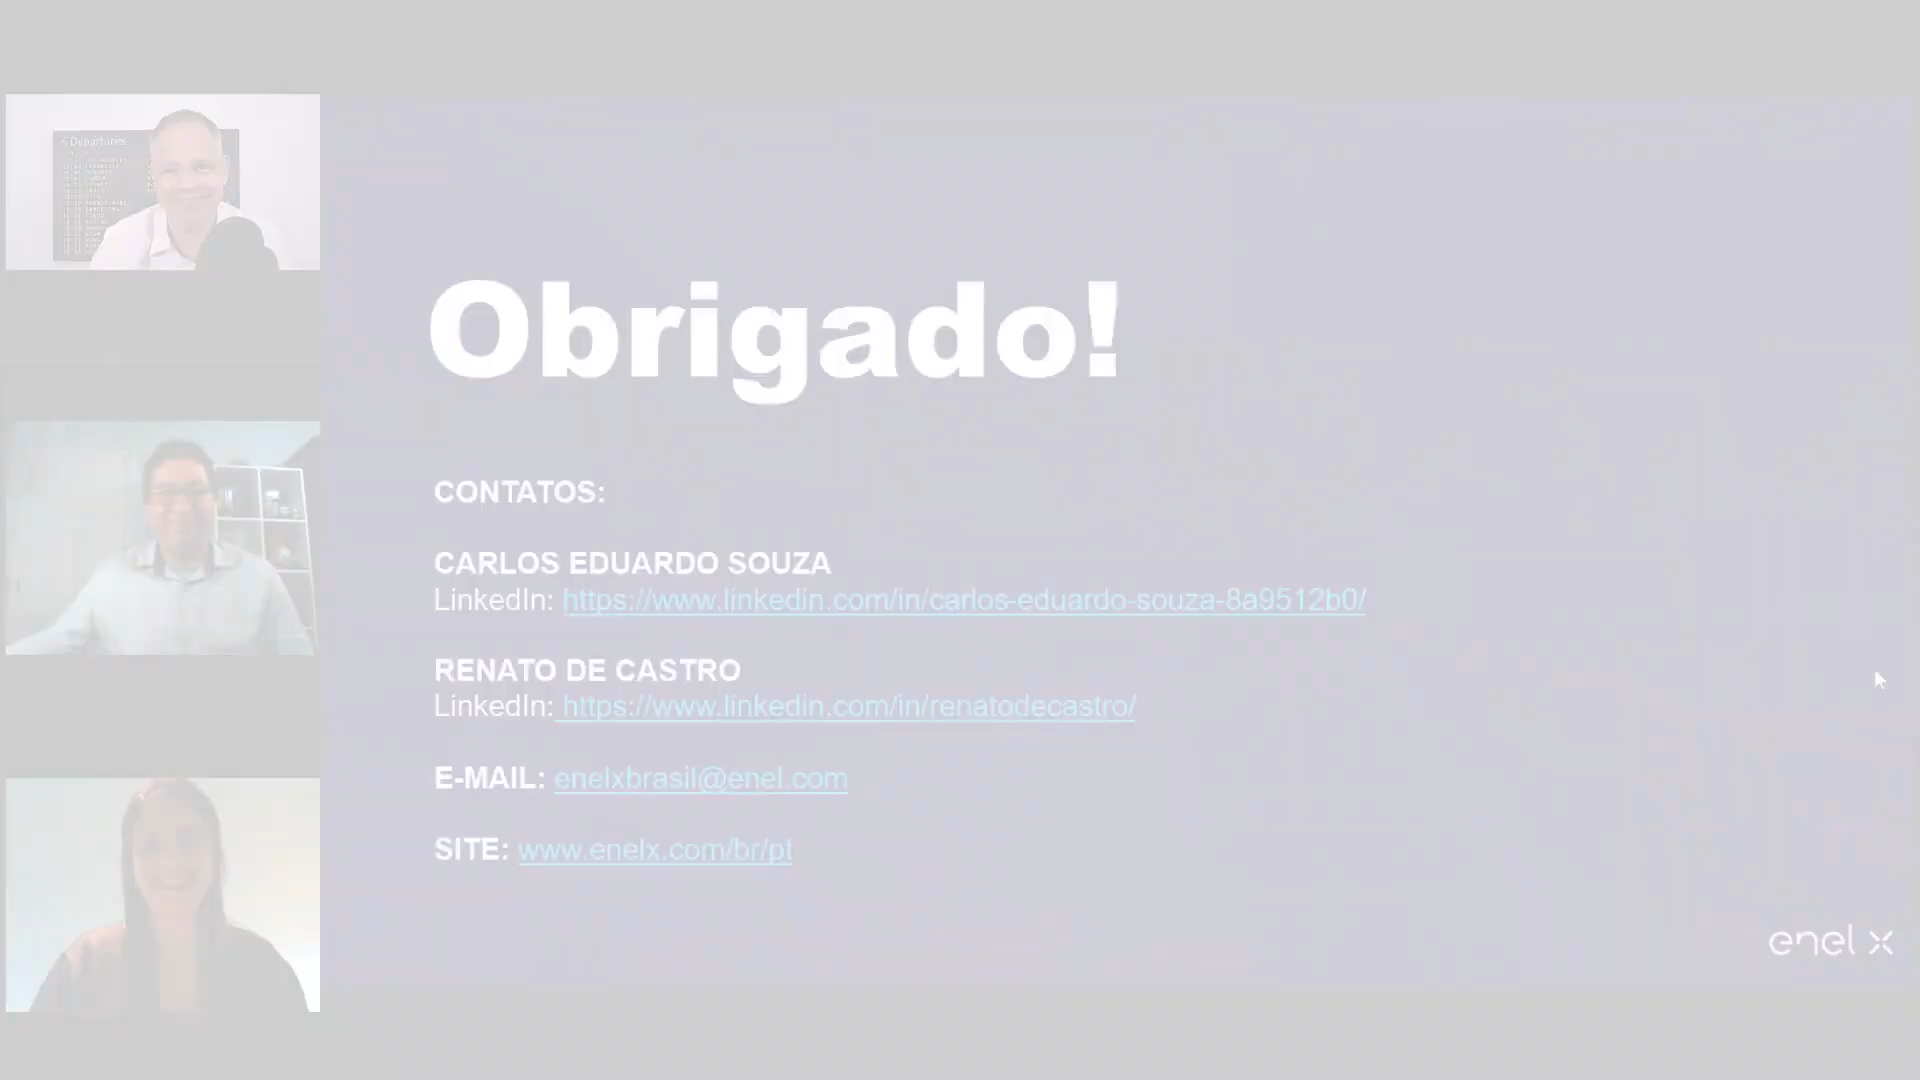 Departures
Obrigado!
CONTATOS:
CARLOS EDUARDO SOUZA
LinkedIn: https://www.linkedin.com/in/carlos-eduardo-souza-8a9512b0/
RENATO DE CASTRO
LinkedIn: https://www.linkedin.com/in/renatodecastro/
E-MAIL: enelxbrasil@enel.com
SITE: www.enelx.com/br/pt
enel x